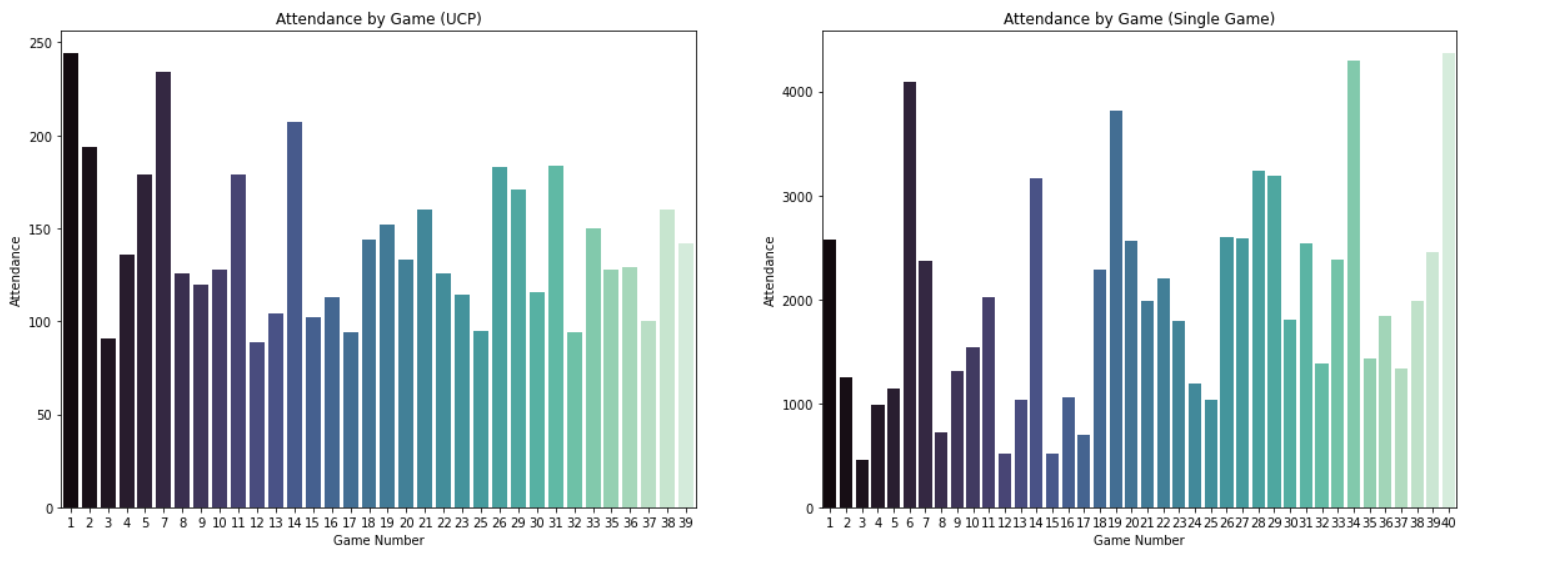 Attendance by Game (UCP)
250
200
150
100
50
0
Attendance
1 2 3 4 5 7 8 9 10 11 12 13 14 15 16 17 18 19 20 21 22 23 25 26 29 30 31 32 33 35 36 37 38 39
Game Number
Attendance by Game (Single Game)
4000
3000
2000
1000
0
Attendance
1 2 3 4 5 6 7 8 9 10 11 12 13 14 15 16 17 18 19 20 21 22 23 24 25 26 27 28 29 30 31 32 33 34 35 36 37 38 39 40
Game Number